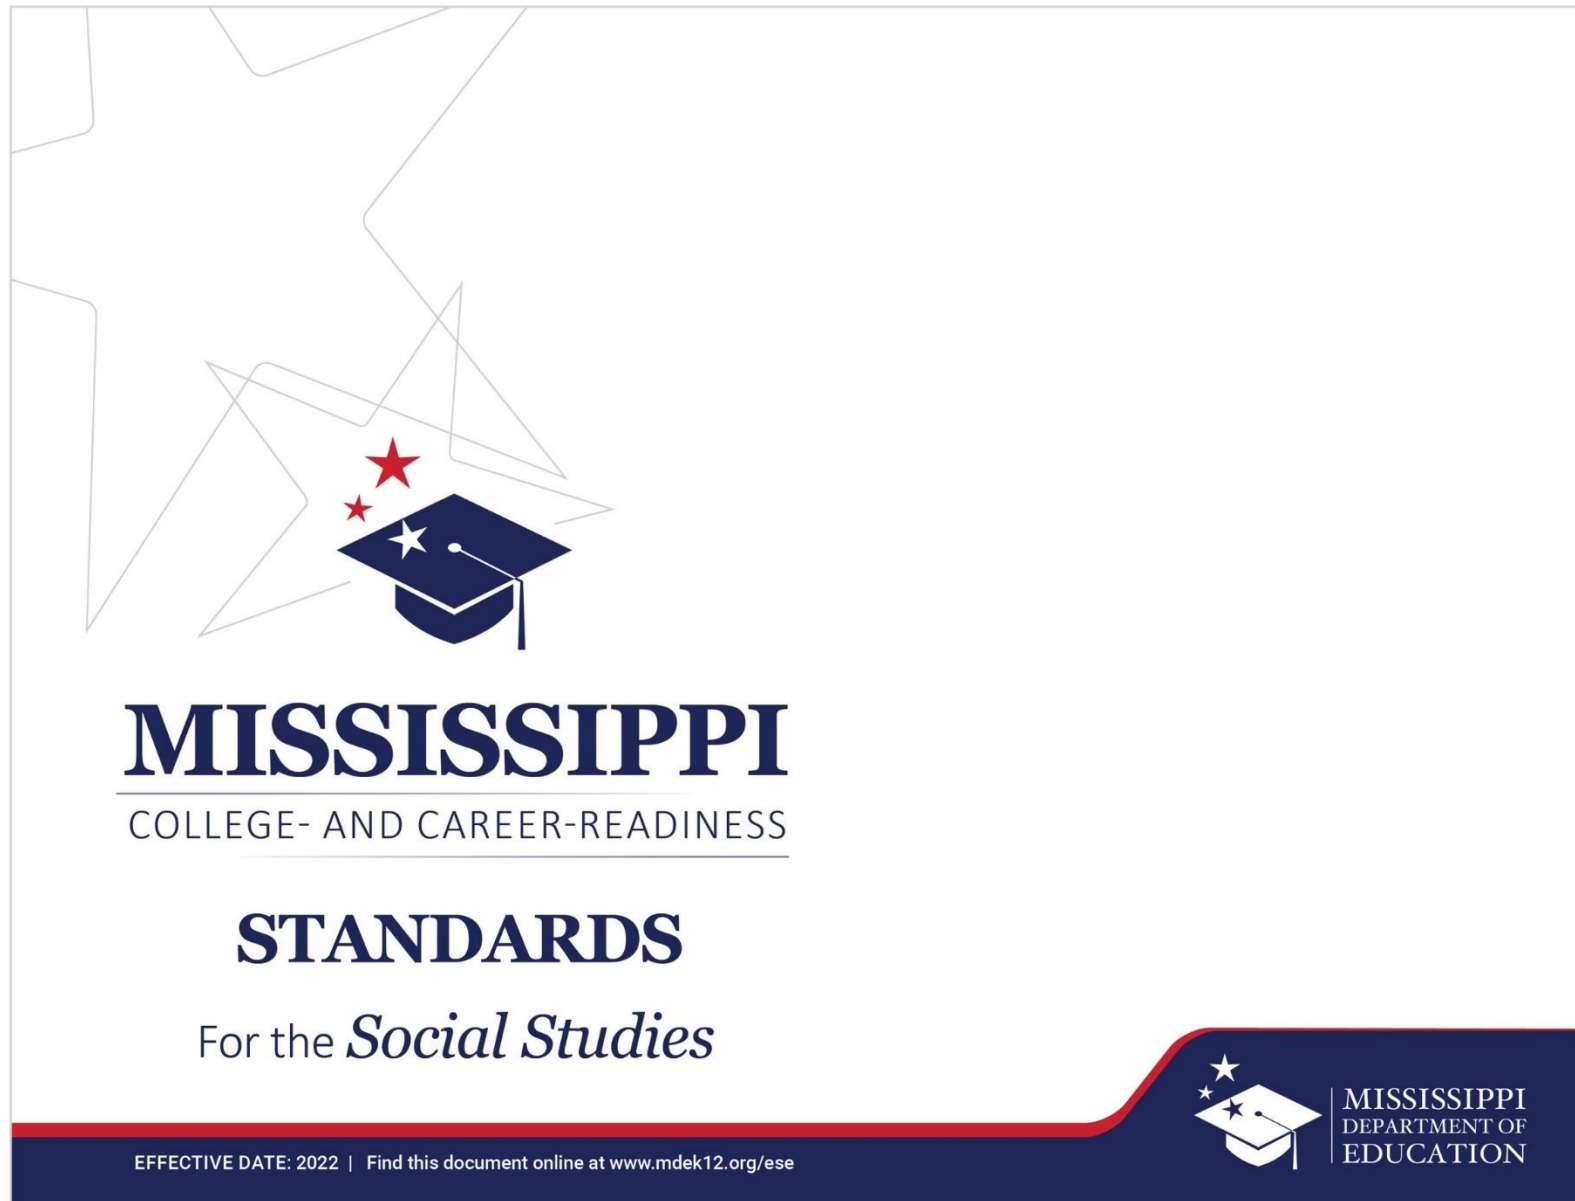 MISSISSIPPI
COLLEGE- AND CAREER-READINESS
STANDARDS
For the Social Studies
EFFECTIVE DATE: 2022 | Find this document online at www.mdek12.org/ese
MISSISSIPPI
DEPARTMENT OF
EDUCATION